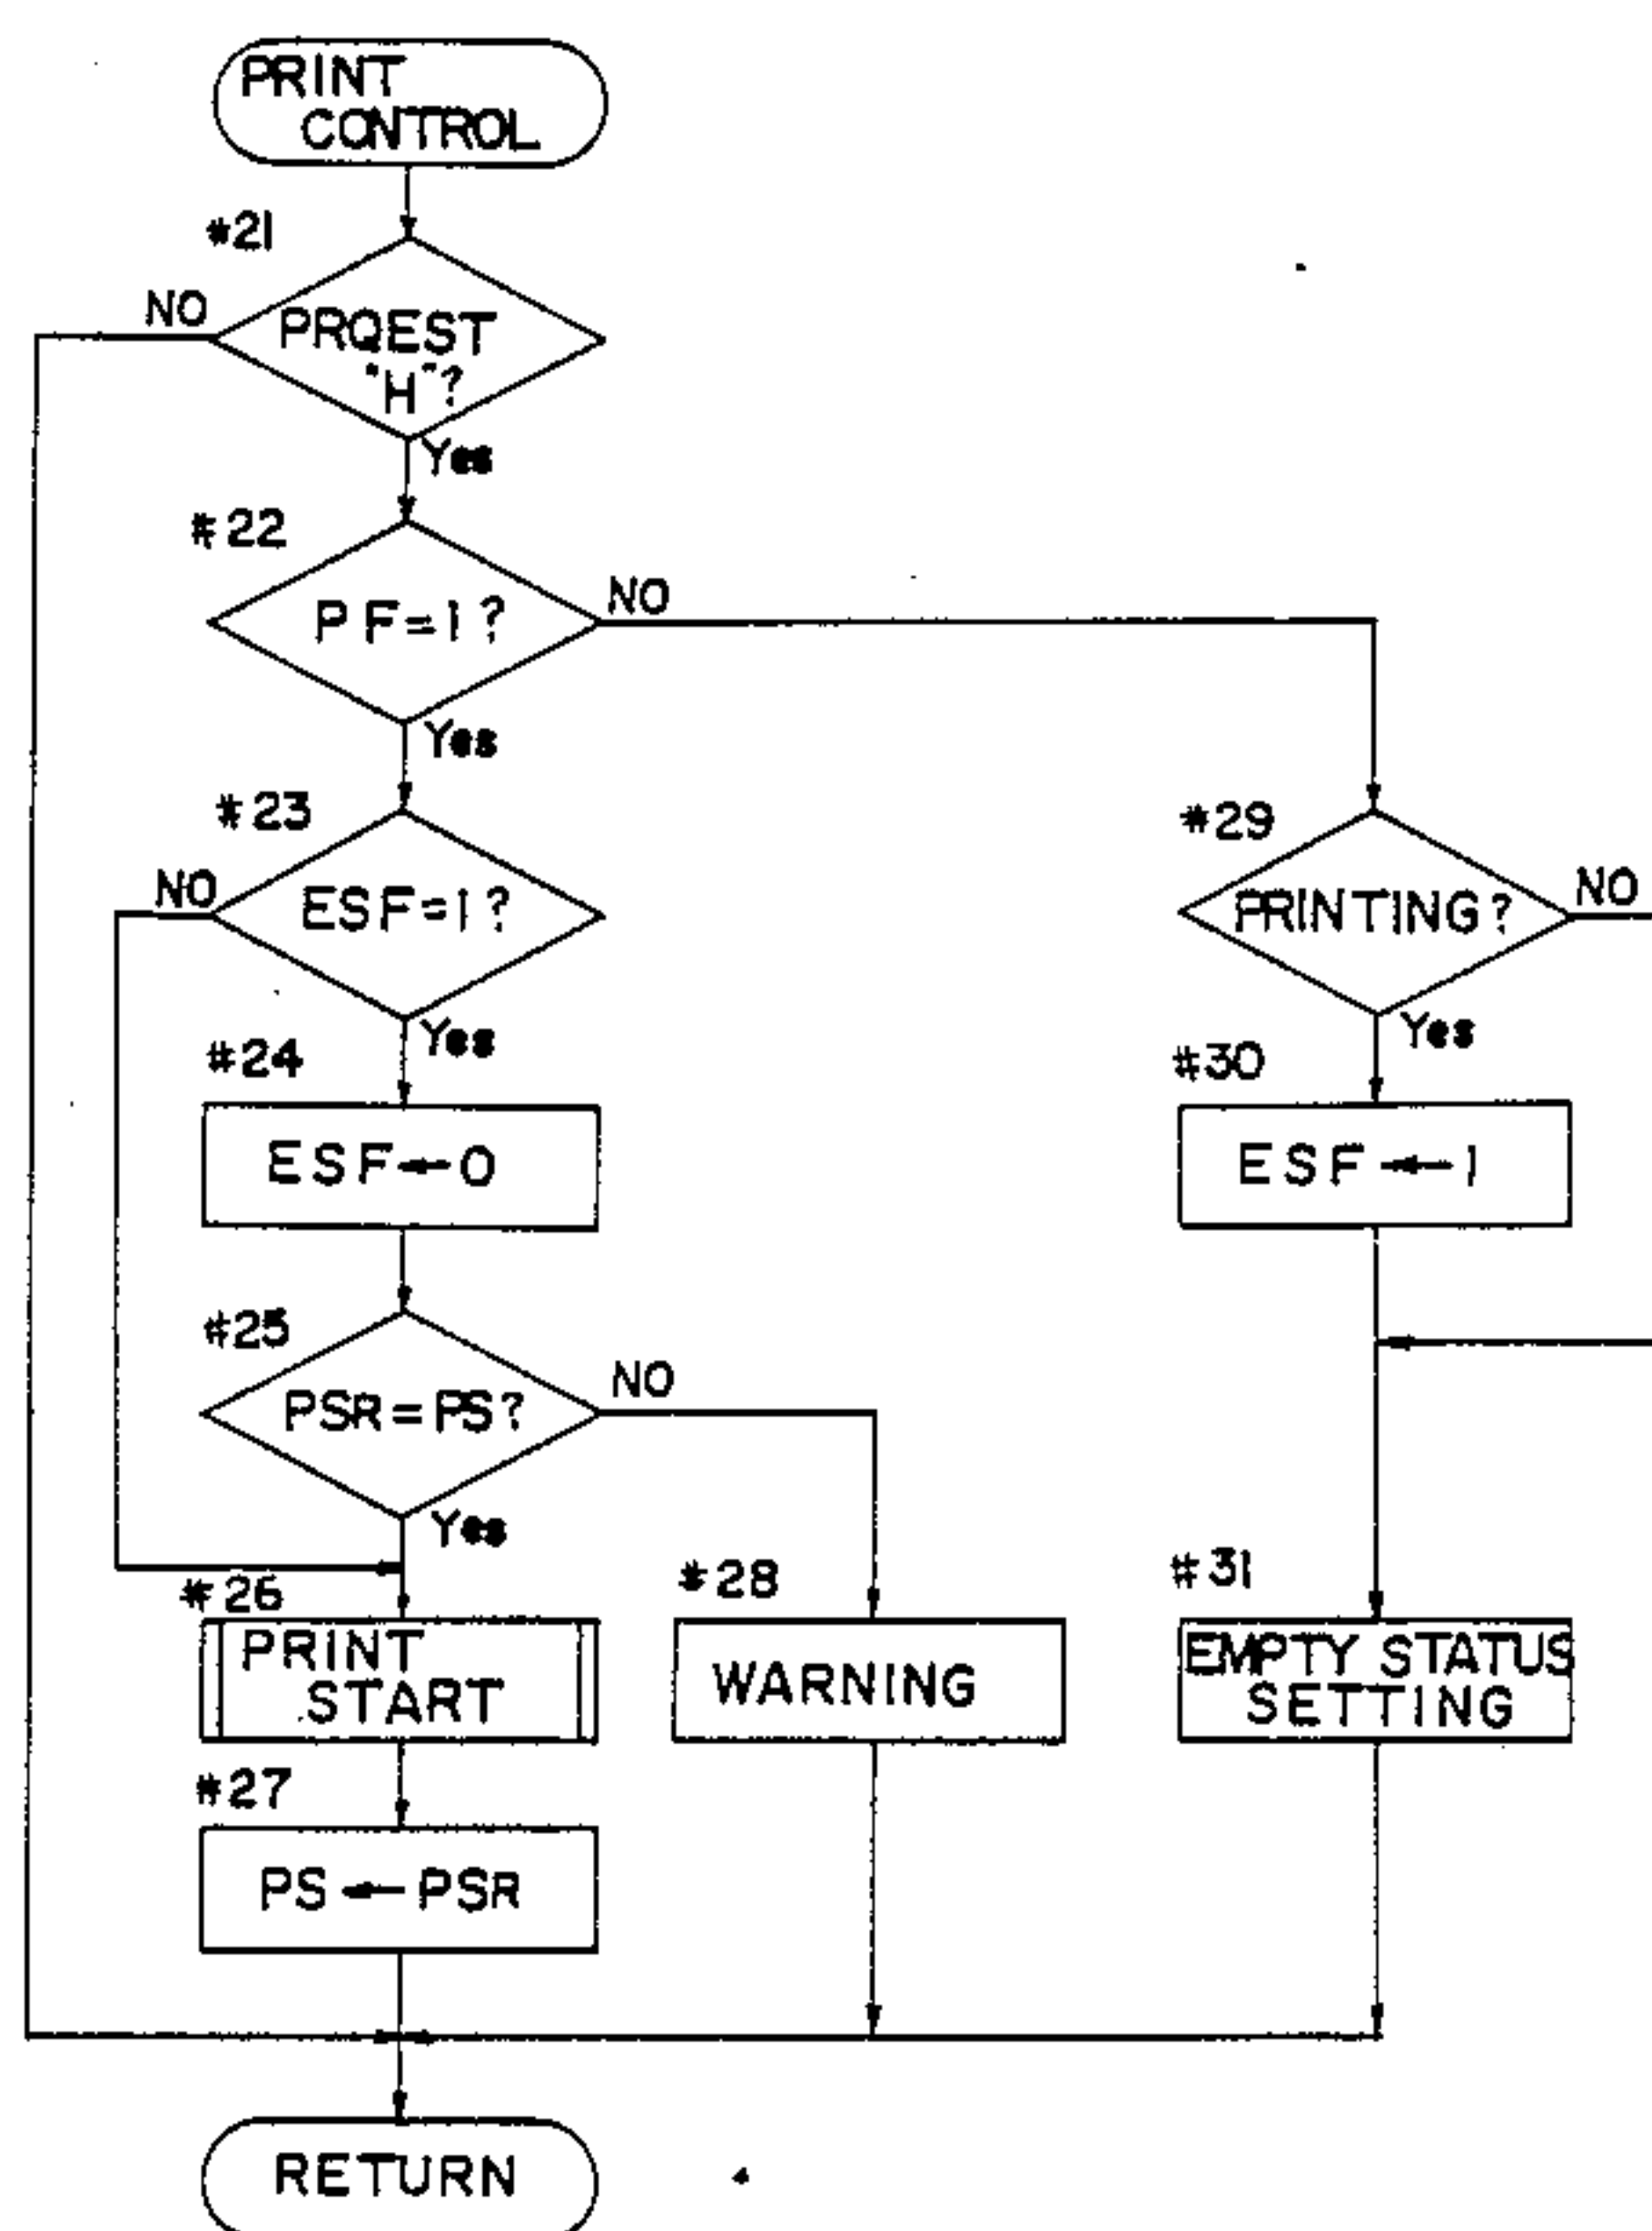 PRINT
CONTROL
#21
NO
PRQEST
"H"?
Yes
#22
PF=1?
NO
Yes
#23
NO
ESF=1?
Yes
#29
PRINTING?
NO
Yes
#24
ESF←0
#30
ESF←1
#25
PSR=PS?
NO
Yes
#26
PRINT
START
#28
WARNING
#31
EMPTY STATUS
SETTING
#27
PS←PSR
RETURN